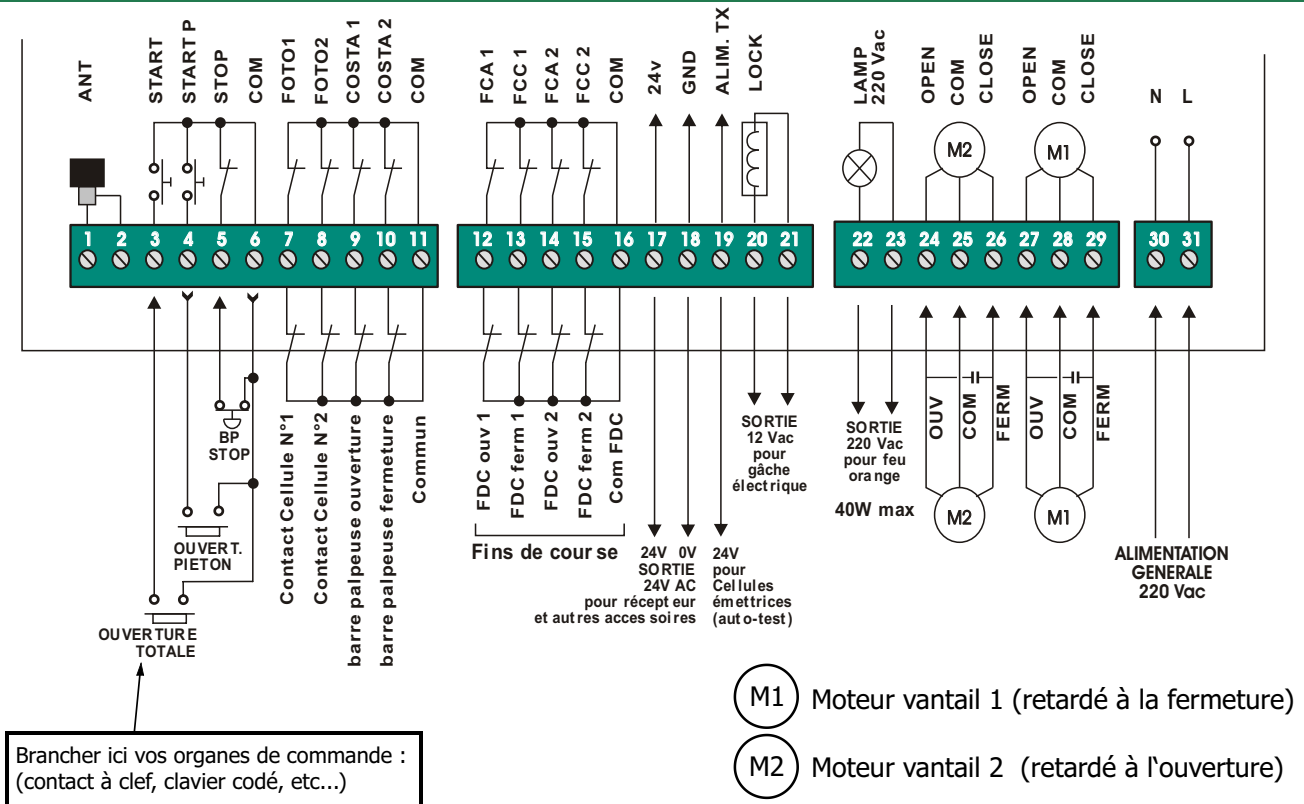 ANT
START
START P
STOP
COM
FOTO1
FOTO2
COSTA 1
COSTA 2
COM
FCA 1
FCC 1
FCA 2
FCC 2
COM
24v
GND
ALIM. TX
LOCK
LAMP
220 Vac
OPEN
COM
CLOSE
OPEN
COM
CLOSE
N
L
M2
M1
1 2 3 4 5 6 7 8 9 10 11
12 13 14 15 16 17 18 19 20 21
22 23 24 25 26 27 28 29
30 31
BP
STOP
OUVERT.
PIETON
OUVERTURE
TOTALE
Contact Cellule N°1
Contact Cellule N°2
barre palpeuse ouverture
barre palpeuse fermeture
Commun
FDC ouv 1
FDC ferm 1
FDC ouv 2
FDC ferm 2
Com FDC
Fins de course
24V 0V
SORTIE
24V AC
pour récepteur
et autres accessoires
24V
pour
Cellules
émettrices
(auto-test)
SORTIE
12 Vac
pour
gâche
électrique
SORTIE
220 Vac
pour feu
orange
40W max
OUV
COM
FERM
OUV
COM
FERM
M2
M1
ALIMENTATION
GENERALE
220 Vac
Brancher ici vos organes de commande :
(contact à clef, clavier codé, etc...)
M1 Moteur vantail 1 (retardé à la fermeture)
M2 Moteur vantail 2 (retardé à l'ouverture)